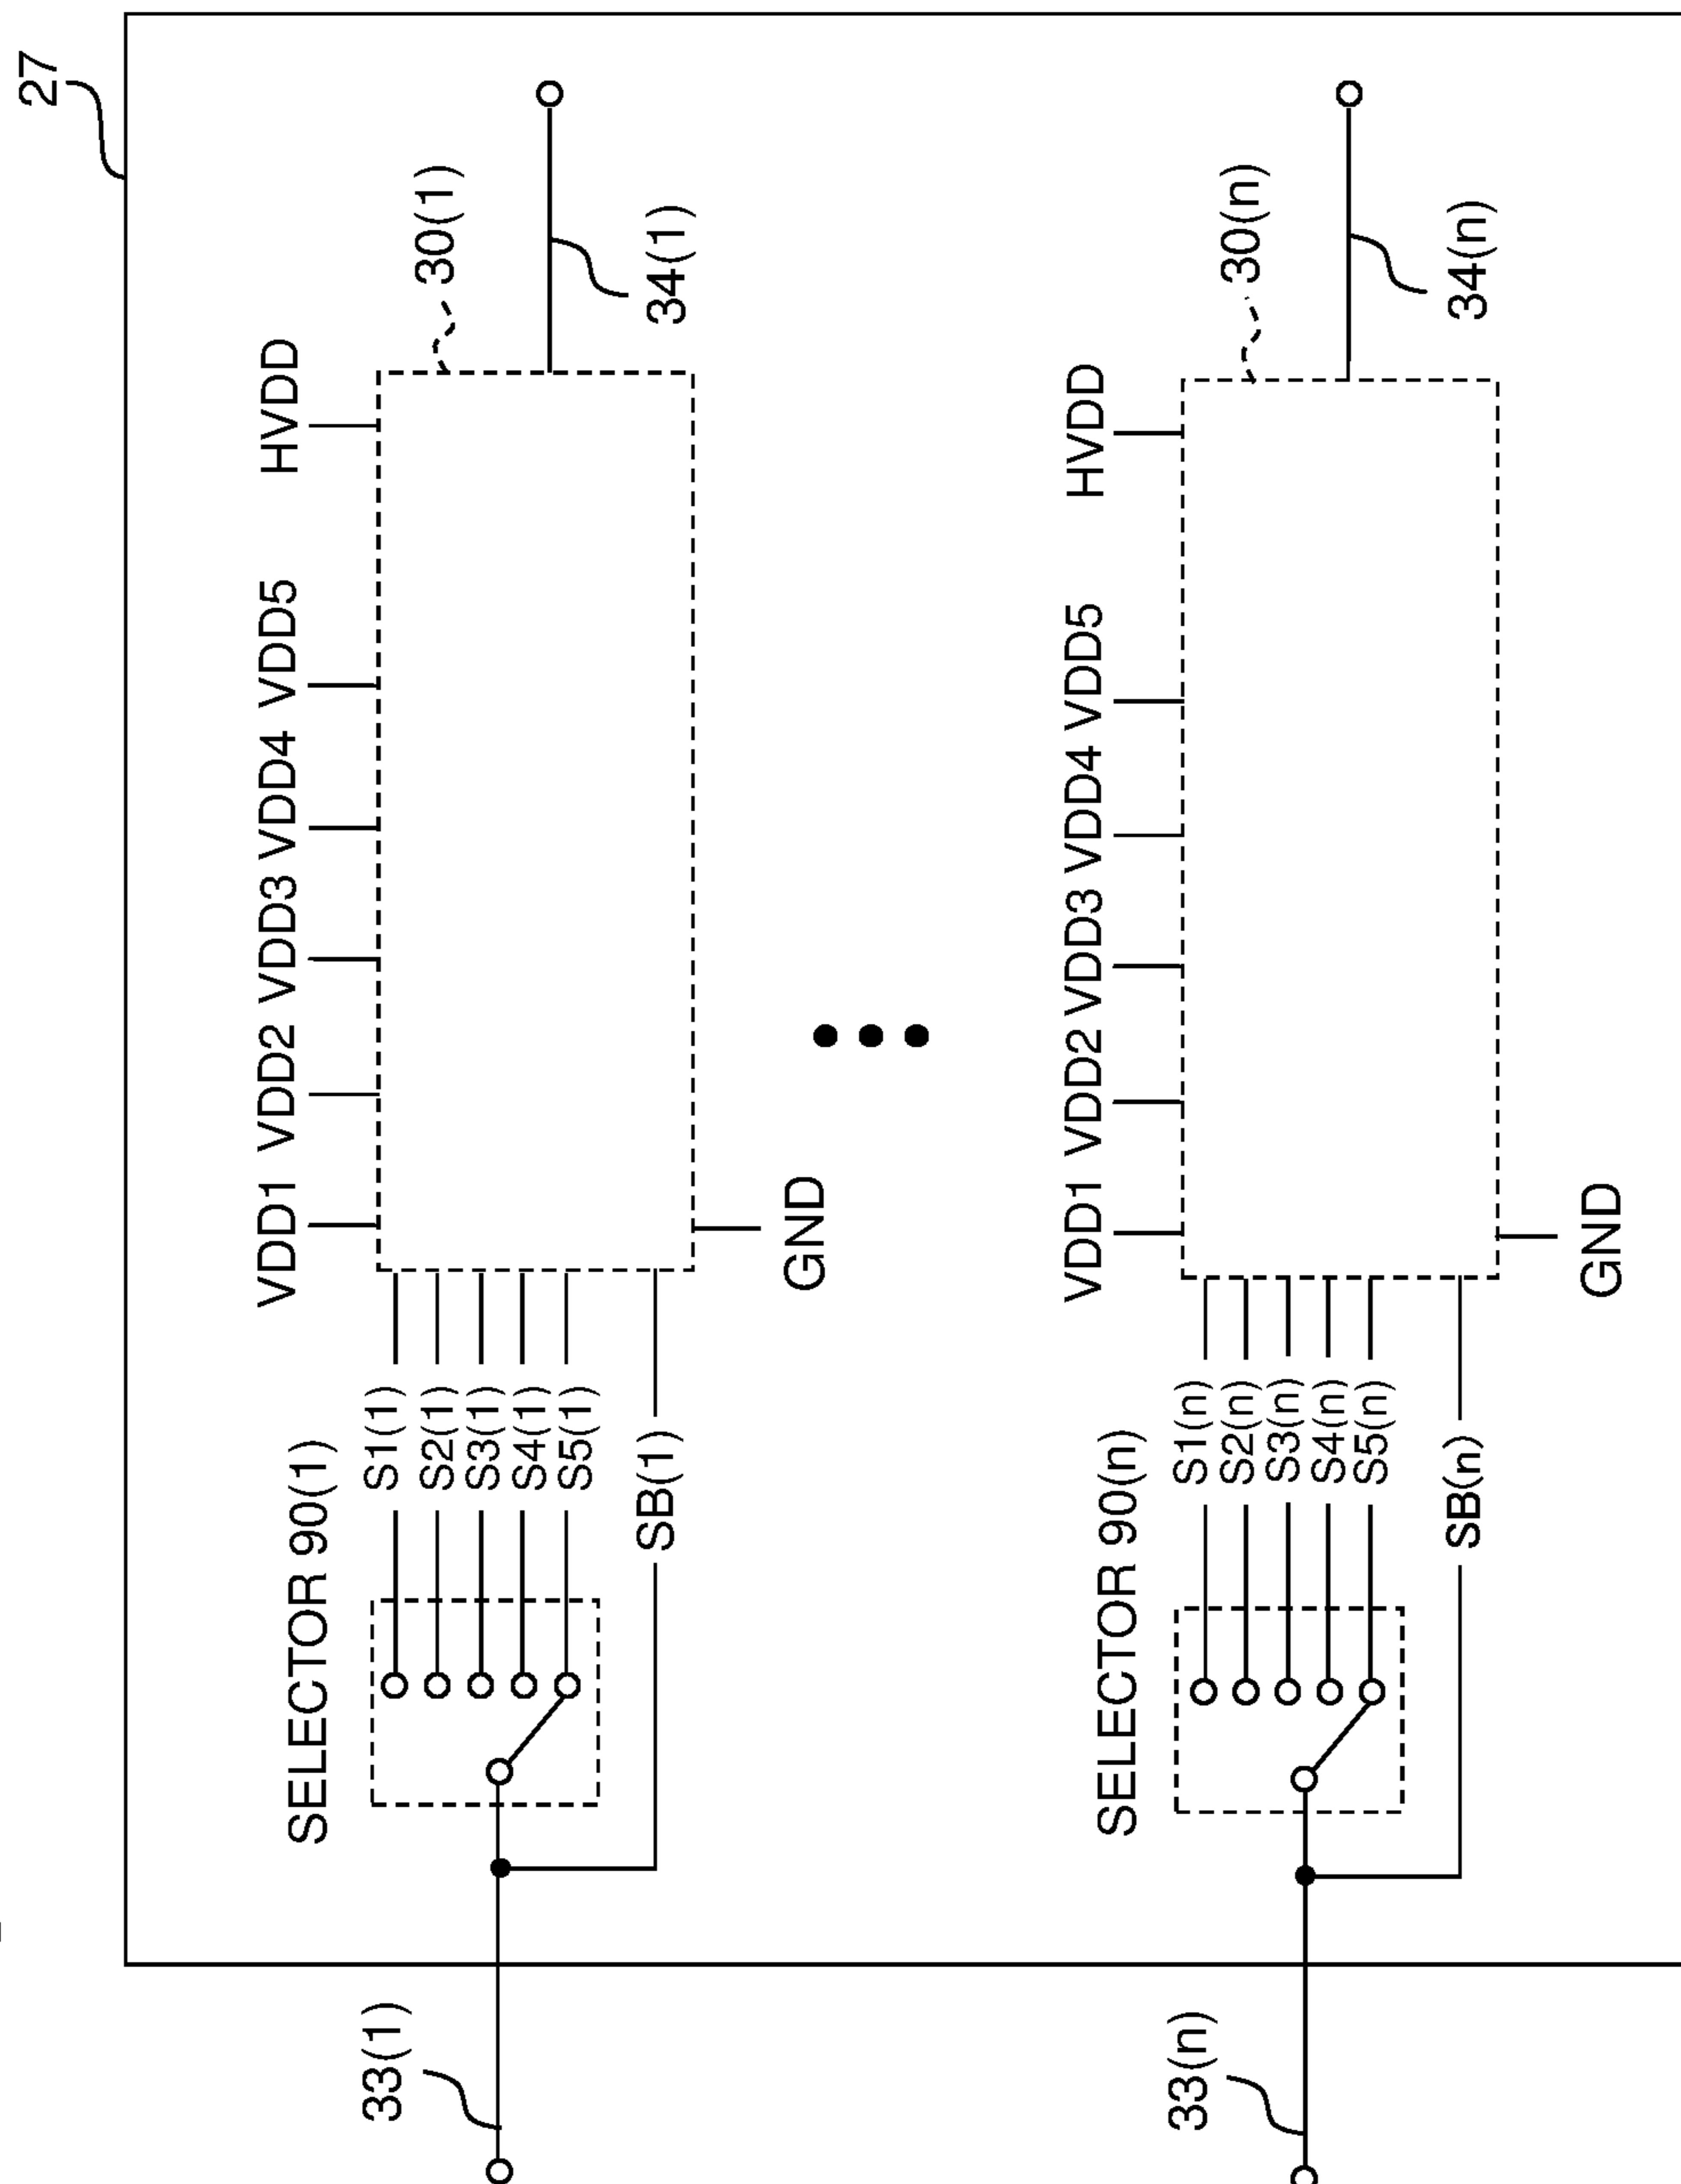 27
VDD1 VDD2 VDD3 VDD4 VDD5 HVDD
30(1)
SELECTOR 90(1)
S1(1)
S2(1)
S3(1)
S4(1)
S5(1)
33(1)
34(1)
SB(1)
GND
VDD1 VDD2 VDD3 VDD4 VDD5 HVDD
30(n)
SELECTOR 90(n)
S1(n)
S2(n)
S3(n)
S4(n)
S5(n)
33(n)
34(n)
SB(n)
GND